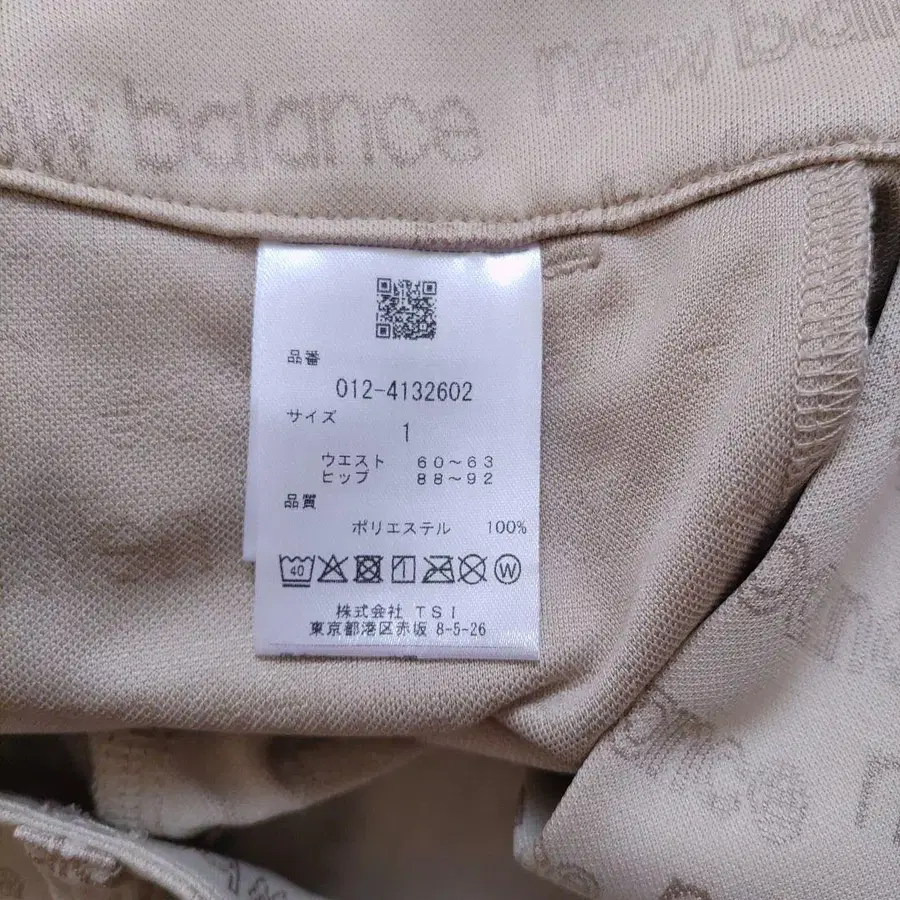 balance
new bal
品番
012-4132602
サイズ
1
ウエスト 60～63
ヒップ 88～92
品質
ポリエステル 100%
40 W
株式会社 TSI
東京都港区赤坂 8-5-26